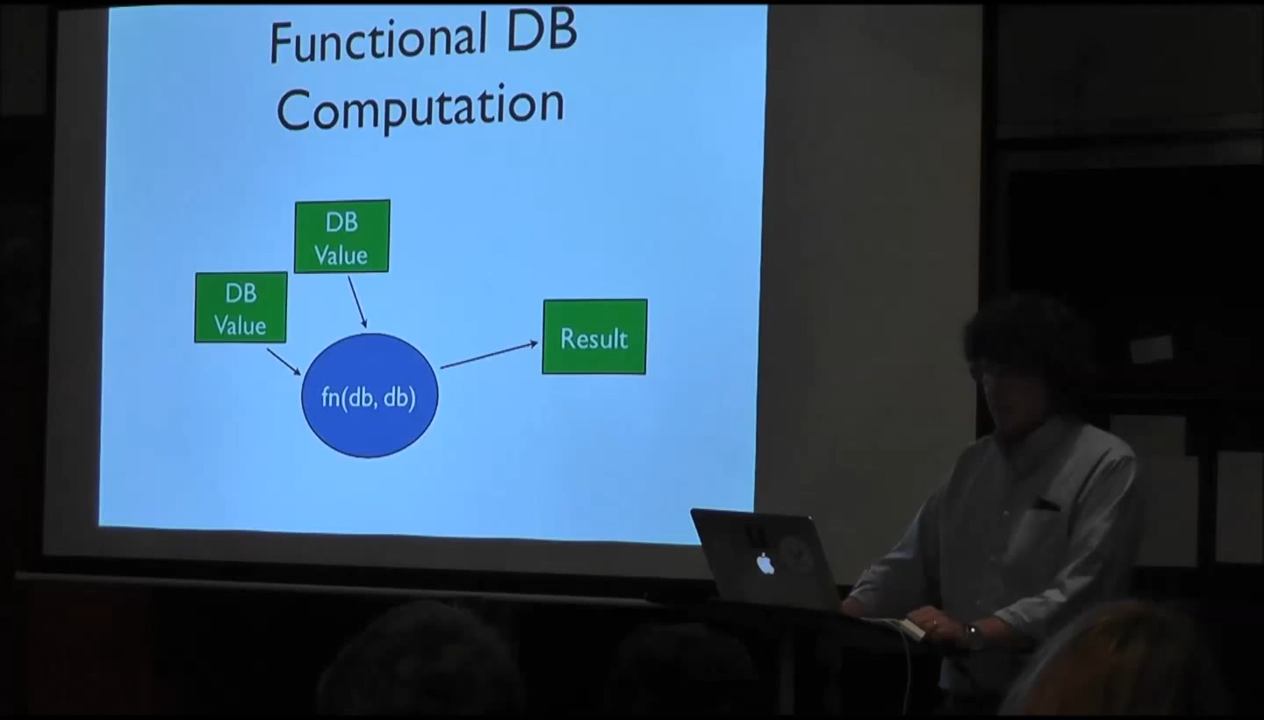 Functional DB
Computation
DB
Value
DB
Value
fn(db, db)
Result